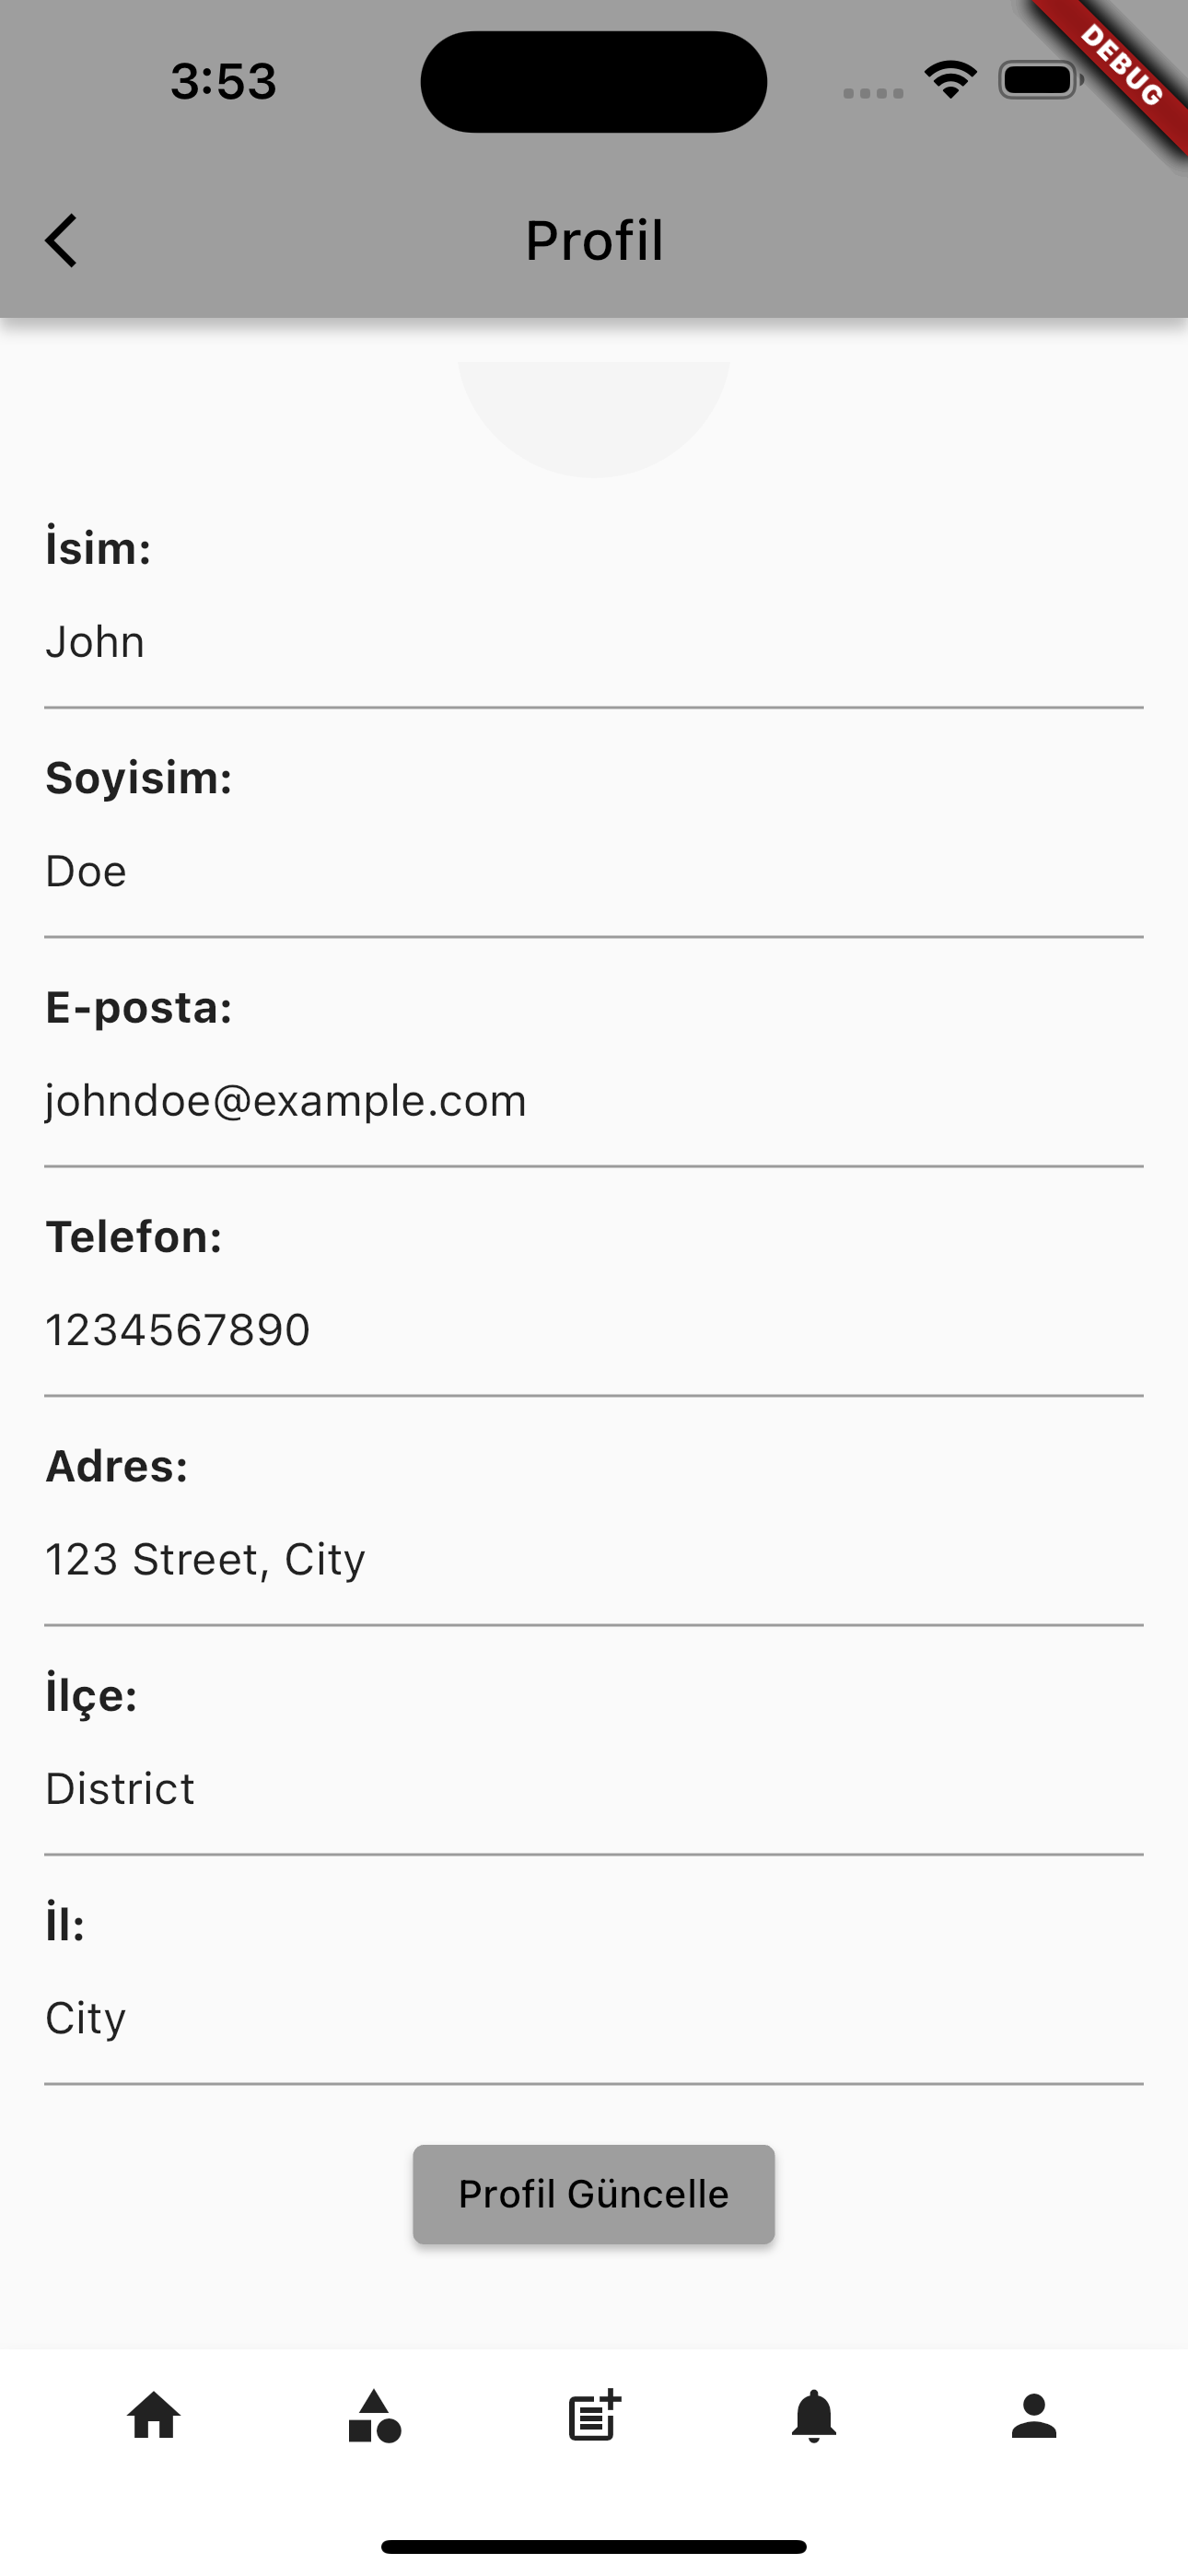 3:53
DEBUG
Profil
İsim:
John
Soyisim:
Doe
E-posta:
johndoe@example.com
Telefon:
1234567890
Adres:
123 Street, City
İlçe:
District
İl:
City
Profil Güncelle